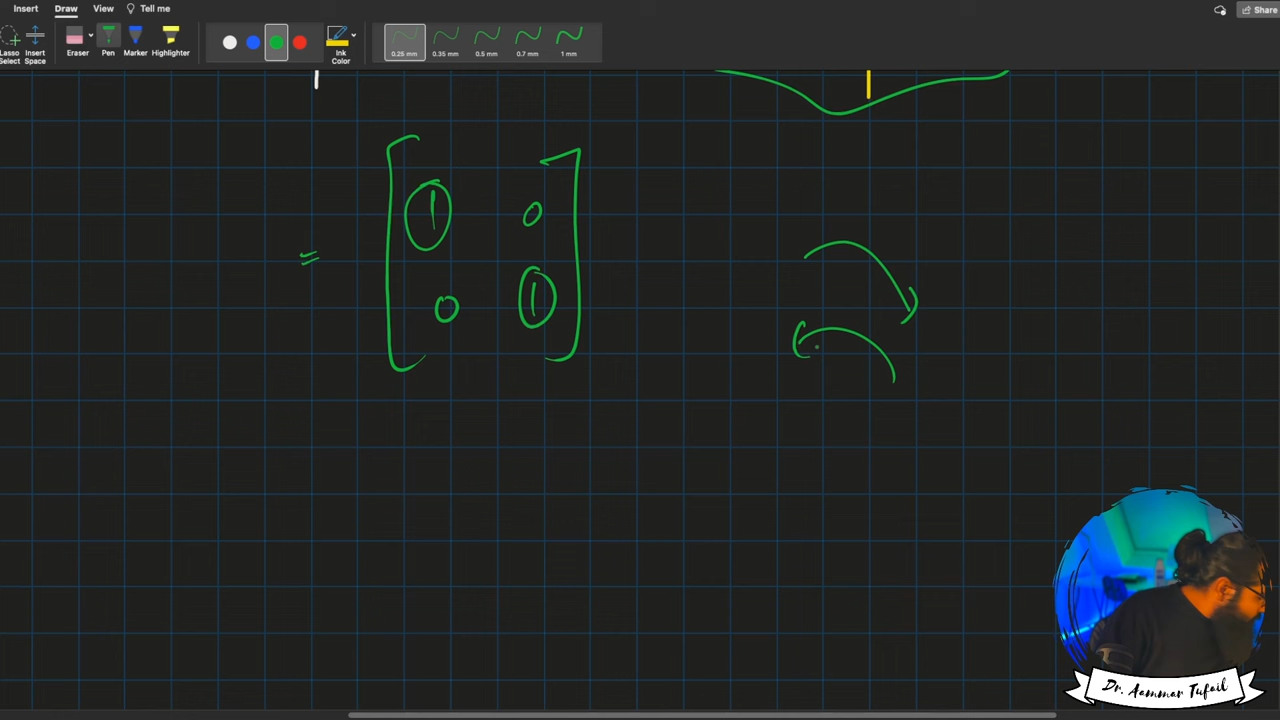 Insert View Draw Tell me Share
Lasso Select Insert Space Eraser Pen Marker Highlighter Ink Color 0.25 mm 0.35 mm 0.5 mm 0.7 mm 1 mm
1 0
=
0 1
Dr. Aammar Tufail